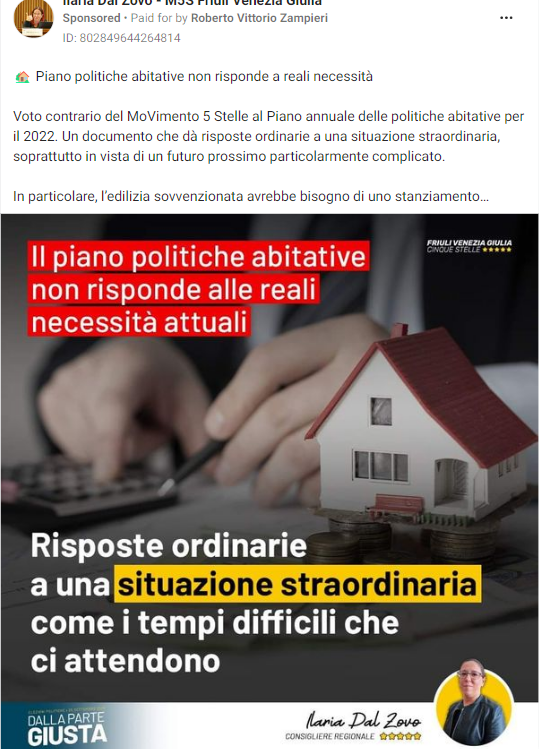 Ilaria Dal Zovo - M5S Friuli Venezia Giulia
Sponsored • Paid for by Roberto Vittorio Zampieri
ID: 802849644264814
Piano politiche abitative non risponde a reali necessità
Voto contrario del MoVimento 5 Stelle al Piano annuale delle politiche abitative per
il 2022. Un documento che dà risposte ordinarie a una situazione straordinaria,
soprattutto in vista di un futuro prossimo particolarmente complicato.
In particolare, l’edilizia sovvenzionata avrebbe bisogno di uno stanziamento…
Il piano politiche abitative
non risponde alle reali
necessità attuali
FRIULI VENEZIA GIULIA
CINQUE STELLE
Risposte ordinarie
a una situazione straordinaria
come i tempi difficili che
ci attendono
DALLA PARTE
GIUSTA
Ilaria Dal Zovo
CONSIGLIERE REGIONALE